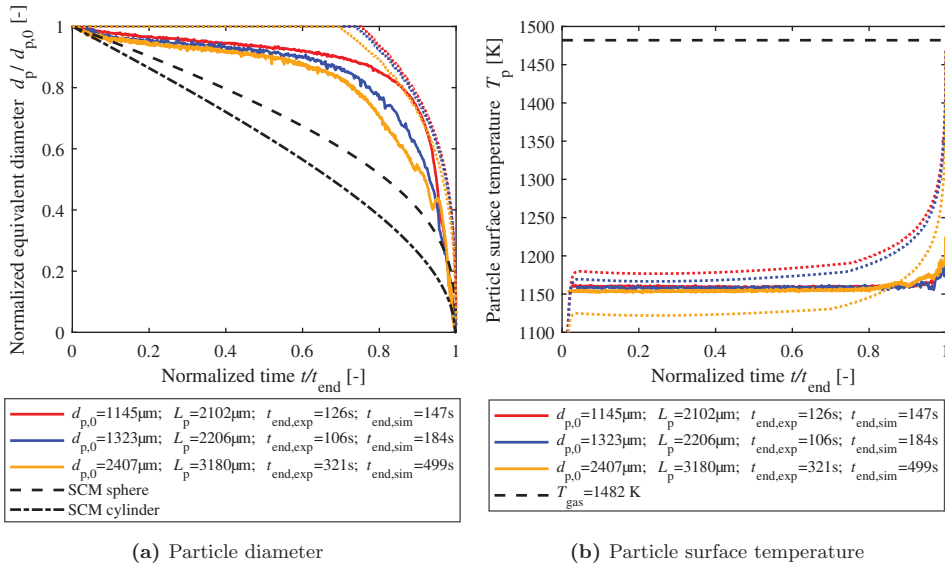 Normalized equivalent diameter d_p / d_p,0 [-]
1
0.8
0.6
0.4
0.2
0
0
0.2
0.4
0.6
0.8
1
Normalized time t/t_end [-]
d_p,0=1145μm; L_p=2102μm; t_end,exp=126s; t_end,sim=147s
d_p,0=1323μm; L_p=2206μm; t_end,exp=106s; t_end,sim=184s
d_p,0=2407μm; L_p=3180μm; t_end,exp=321s; t_end,sim=499s
SCM sphere
SCM cylinder
(a) Particle diameter
Particle surface temperature T_p [K]
1500
1450
1400
1350
1300
1250
1200
1150
1100
0
0.2
0.4
0.6
0.8
1
Normalized time t/t_end [-]
d_p,0=1145μm; L_p=2102μm; t_end,exp=126s; t_end,sim=147s
d_p,0=1323μm; L_p=2206μm; t_end,exp=106s; t_end,sim=184s
d_p,0=2407μm; L_p=3180μm; t_end,exp=321s; t_end,sim=499s
T_gas=1482 K
(b) Particle surface temperature